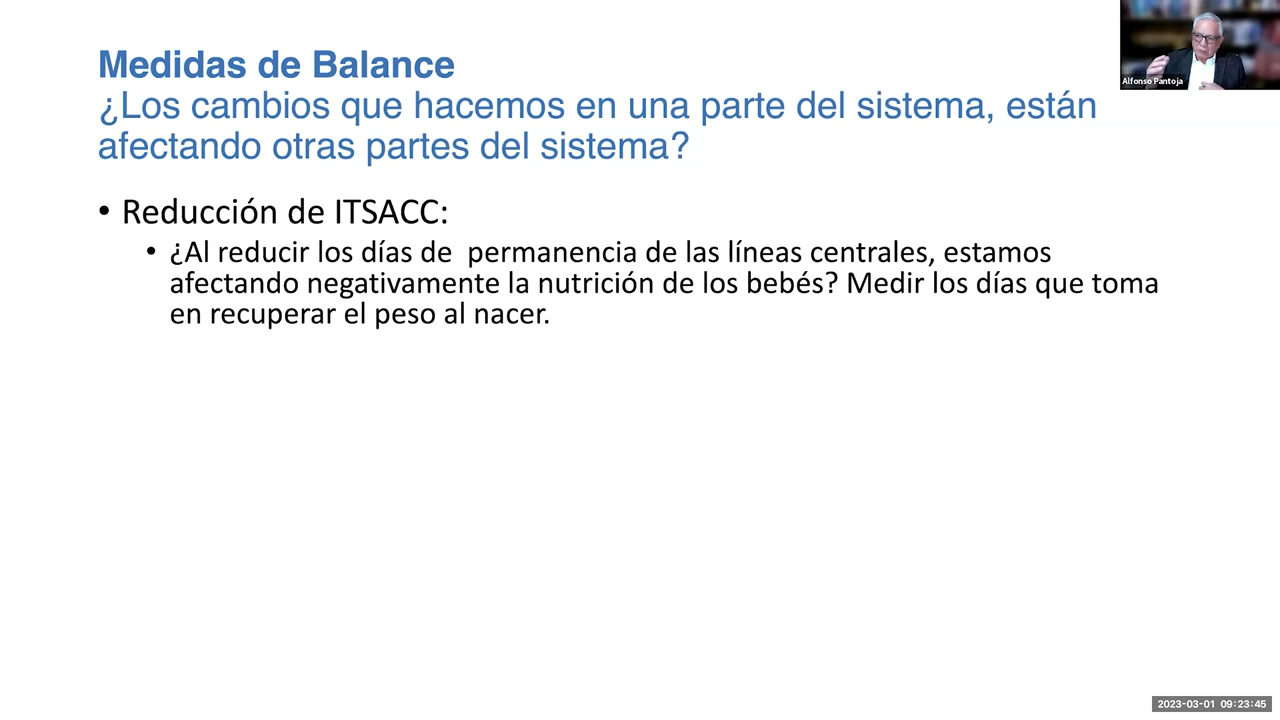 Medidas de Balance
¿Los cambios que hacemos en una parte del sistema, están
afectando otras partes del sistema?
• Reducción de ITSACC:
• ¿Al reducir los días de  permanencia de las líneas centrales, estamos
afectando negativamente la nutrición de los bebés? Medir los días que toma
en recuperar el peso al nacer.
Alfonso Pantoja
2023-03-01 09:23:45